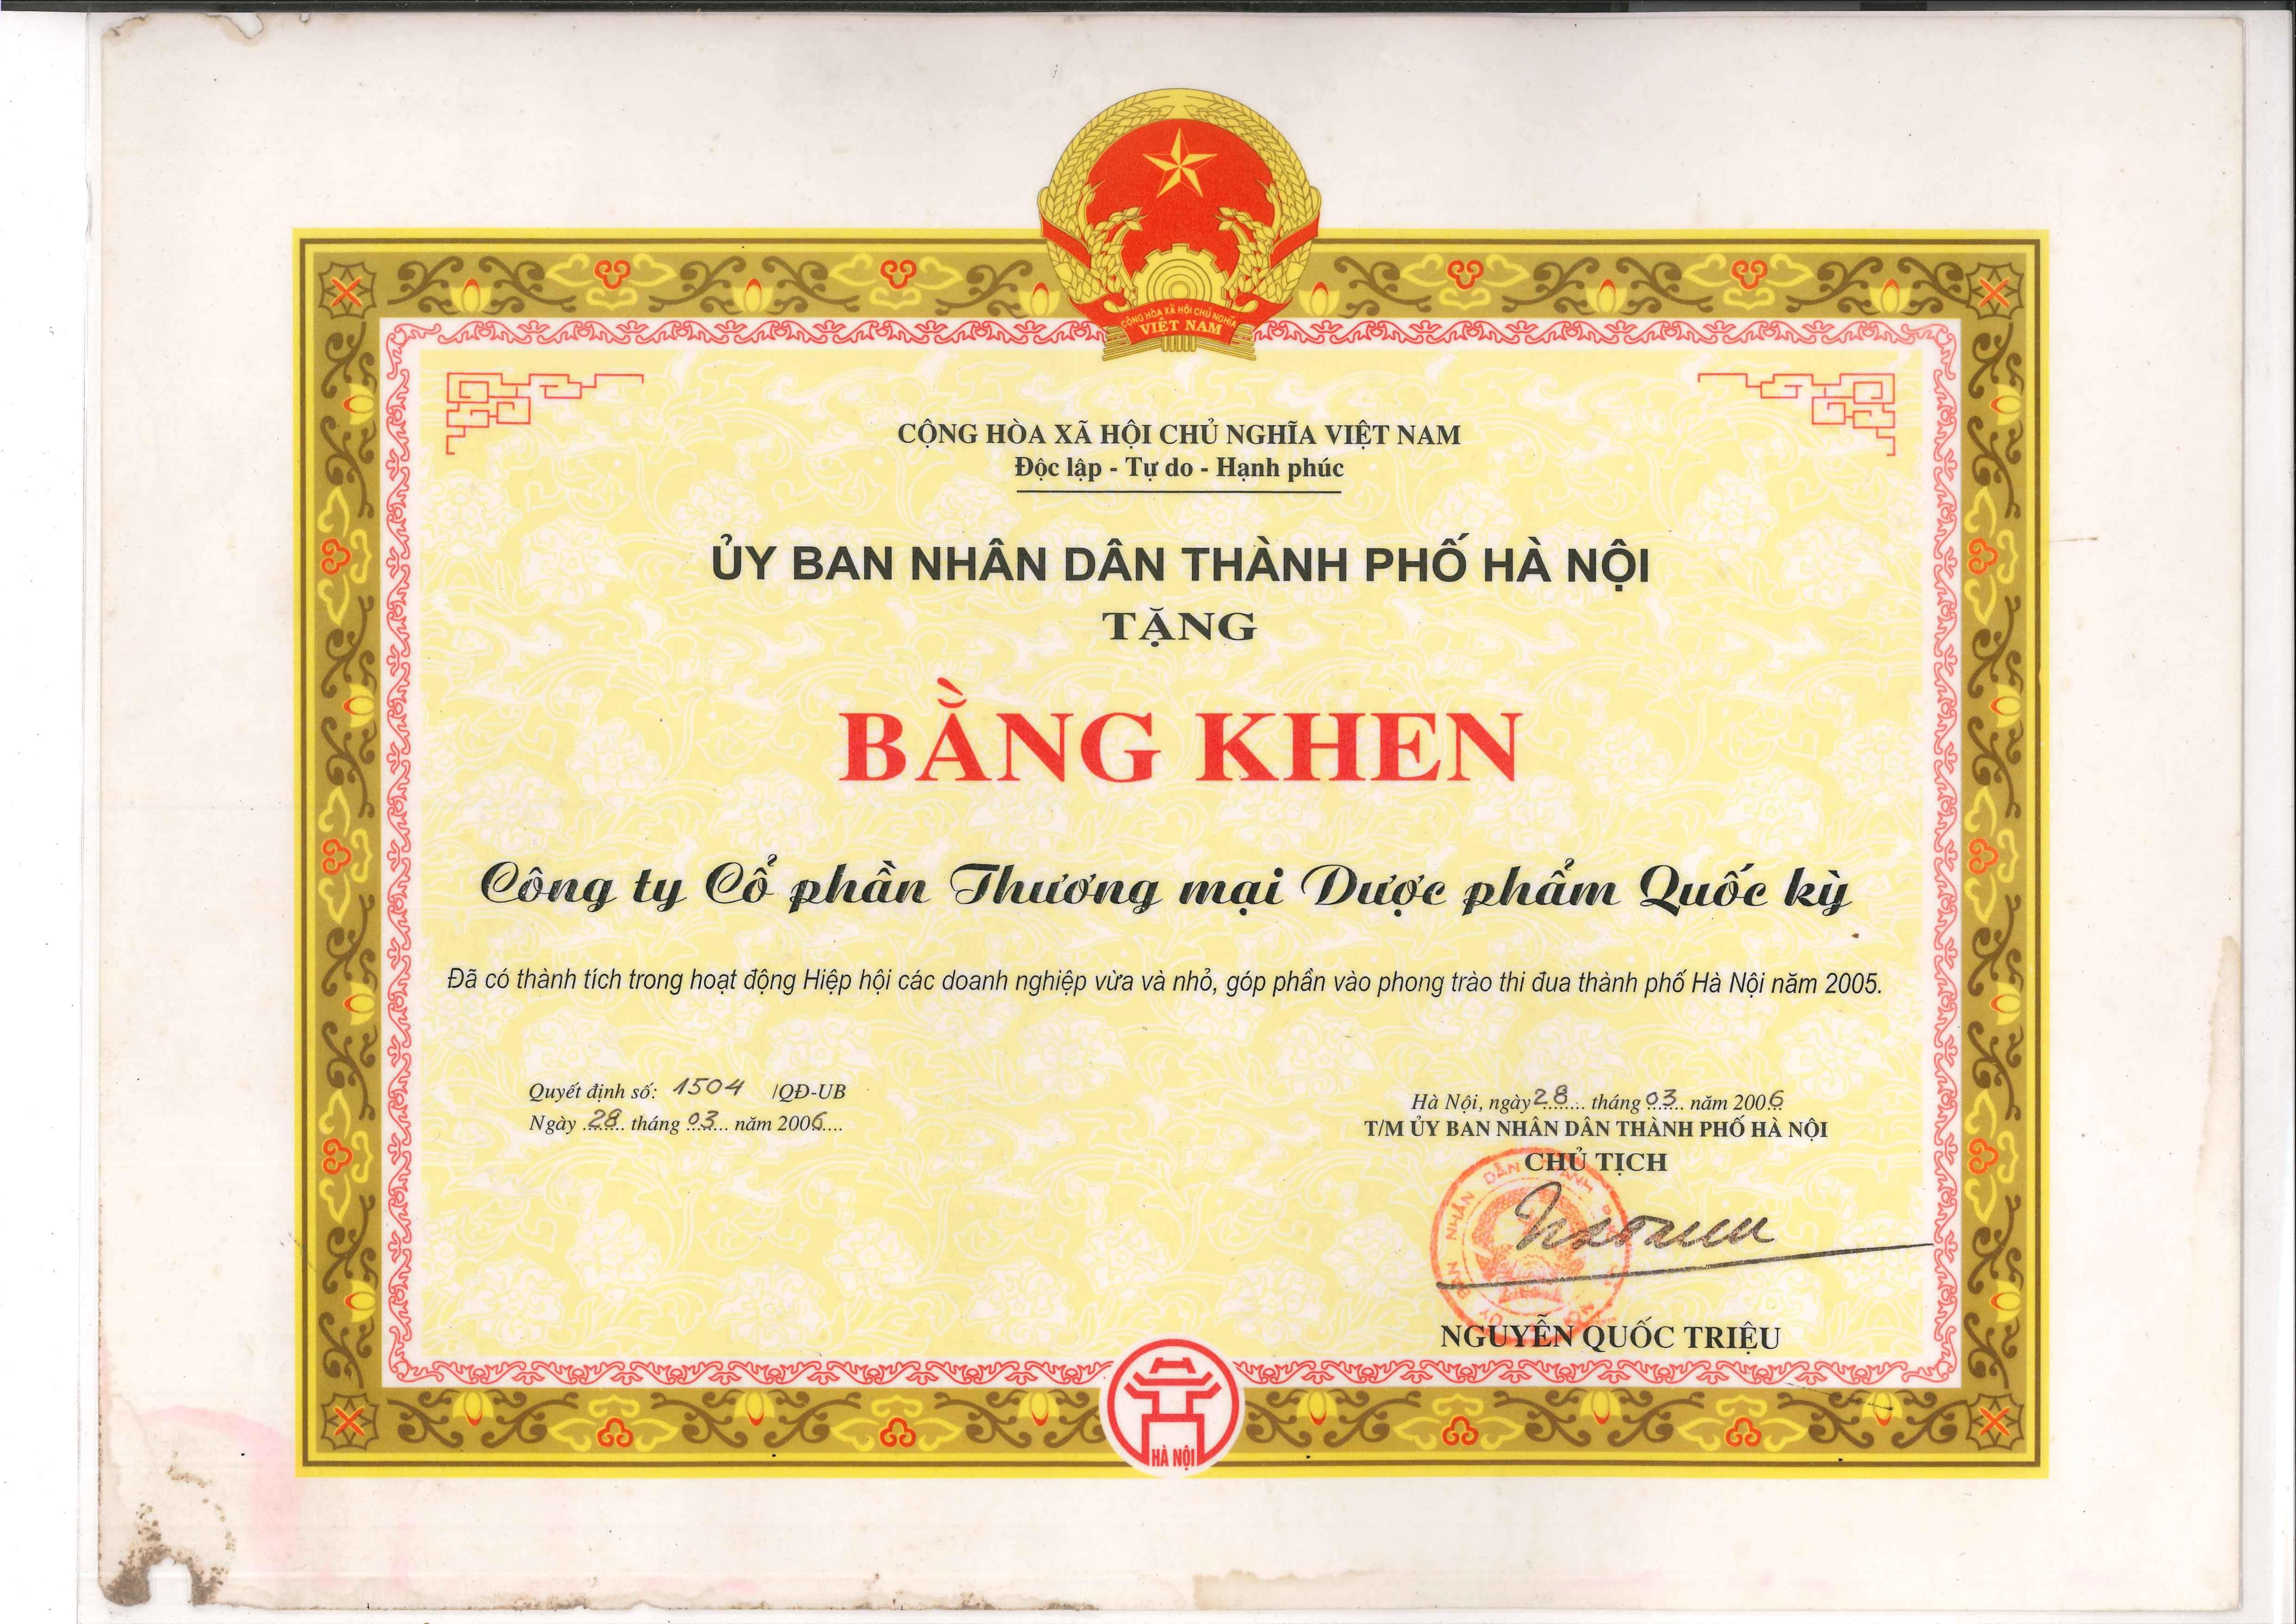 CỘNG HÒA XÃ HỘI CHỦ NGHĨA
VIỆT NAM
CỘNG HÒA XÃ HỘI CHỦ NGHĨA VIỆT NAM
Độc lập - Tự do - Hạnh phúc
ỦY BAN NHÂN DÂN THÀNH PHỐ HÀ NỘI
TẶNG
BẰNG KHEN
Công ty Cổ phần Thương mại Dược phẩm Quốc kỳ
Đã có thành tích trong hoạt động Hiệp hội các doanh nghiệp vừa và nhỏ, góp phần vào phong trào thi đua thành phố Hà Nội năm 2005.
Quyết định số: 1504 /QĐ-UB
Ngày 28 tháng 03 năm 2006
Hà Nội, ngày 28 tháng 03 năm 2006
T/M ỦY BAN NHÂN DÂN THÀNH PHỐ HÀ NỘI
CHỦ TỊCH
NGUYỄN QUỐC TRIỆU
HÀ NỘI